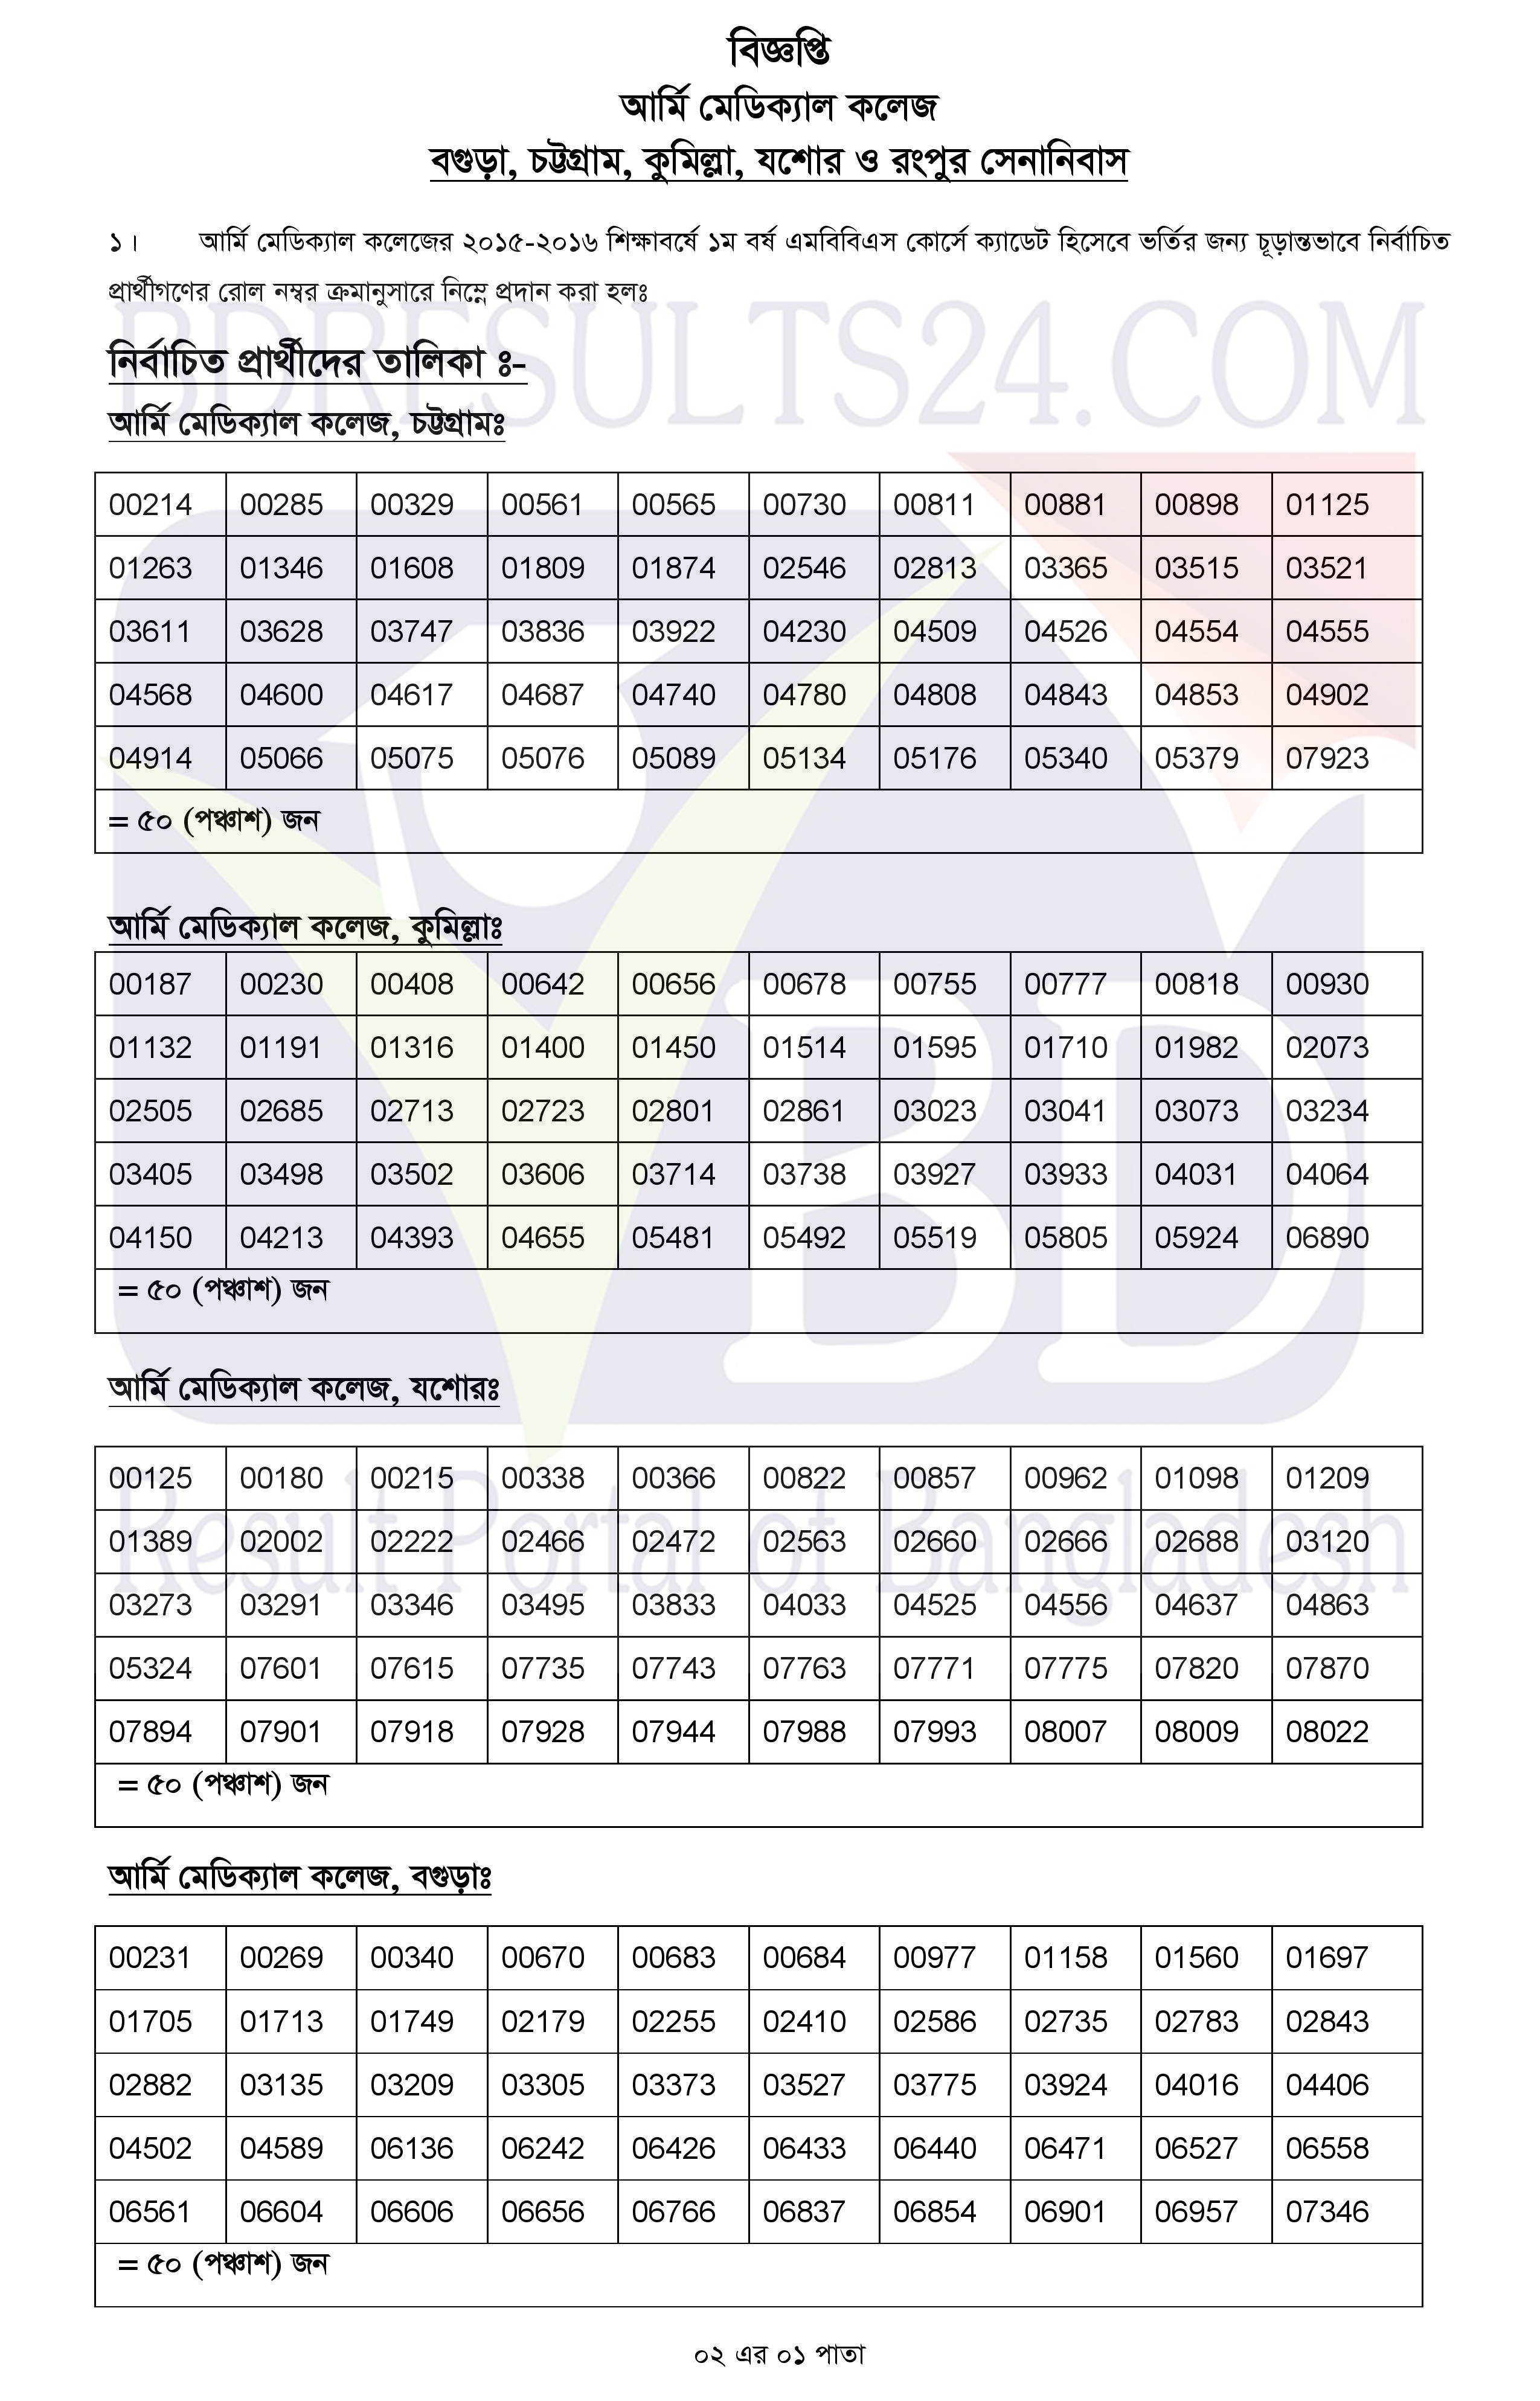 বিজ্ঞপ্তি
আর্মি মেডিক্যাল কলেজ
বগুড়া, চট্টগ্রাম, কুমিল্লা, যশোর ও রংপুর সেনানিবাস
১। আর্মি মেডিক্যাল কলেজের ২০১৫-২০১৬ শিক্ষাবর্ষে ১ম বর্ষ এমবিবিএস কোর্সে ক্যাডেট হিসেবে ভর্তির জন্য চূড়ান্তভাবে নির্বাচিত
প্রার্থীগণের রোল নম্বর ক্রমানুসারে নিম্নে প্রদান করা হলঃ
BDRESULTS24.COM
নির্বাচিত প্রার্থীদের তালিকা ঃ-
আর্মি মেডিক্যাল কলেজ, চট্টগ্রামঃ
00214 00285 00329 00561 00565 00730 00811 00881 00898 01125
01263 01346 01608 01809 01874 02546 02813 03365 03515 03521
03611 03628 03747 03836 03922 04230 04509 04526 04554 04555
04568 04600 04617 04687 04740 04780 04808 04843 04853 04902
04914 05066 05075 05076 05089 05134 05176 05340 05379 07923
= ৫০ (পঞ্চাশ) জন
আর্মি মেডিক্যাল কলেজ, কুমিল্লাঃ
00187 00230 00408 00642 00656 00678 00755 00777 00818 00930
01132 01191 01316 01400 01450 01514 01595 01710 01982 02073
02505 02685 02713 02723 02801 02861 03023 03041 03073 03234
03405 03498 03502 03606 03714 03738 03927 03933 04031 04064
04150 04213 04393 04655 05481 05492 05519 05805 05924 06890
= ৫০ (পঞ্চাশ) জন
BD
আর্মি মেডিক্যাল কলেজ, যশোরঃ
00125 00180 00215 00338 00366 00822 00857 00962 01098 01209
01389 02002 02222 02466 02472 02563 02660 02666 02688 03120
Result Portal of Bangladesh
03273 03291 03346 03495 03833 04033 04525 04556 04637 04863
05324 07601 07615 07735 07743 07763 07771 07775 07820 07870
07894 07901 07918 07928 07944 07988 07993 08007 08009 08022
= ৫০ (পঞ্চাশ) জন
আর্মি মেডিক্যাল কলেজ, বগুড়াঃ
00231 00269 00340 00670 00683 00684 00977 01158 01560 01697
01705 01713 01749 02179 02255 02410 02586 02735 02783 02843
02882 03135 03209 03305 03373 03527 03775 03924 04016 04406
04502 04589 06136 06242 06426 06433 06440 06471 06527 06558
06561 06604 06606 06656 06766 06837 06854 06901 06957 07346
= ৫০ (পঞ্চাশ) জন
০২ এর ০১ পাতা